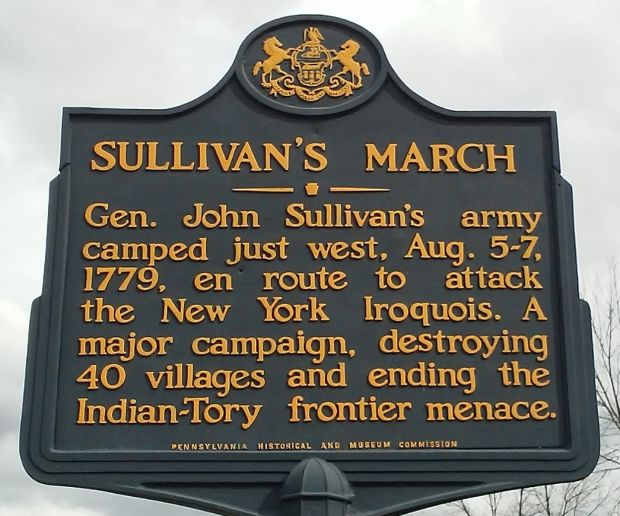 SULLIVAN'S MARCH
Gen. John Sullivan's army
camped just west, Aug. 5-7,
1779, en route to attack
the New York Iroquois. A
major campaign, destroying
40 villages and ending the
Indian-Tory frontier menace.
PENNSYLVANIA HISTORICAL AND MUSEUM COMMISSION